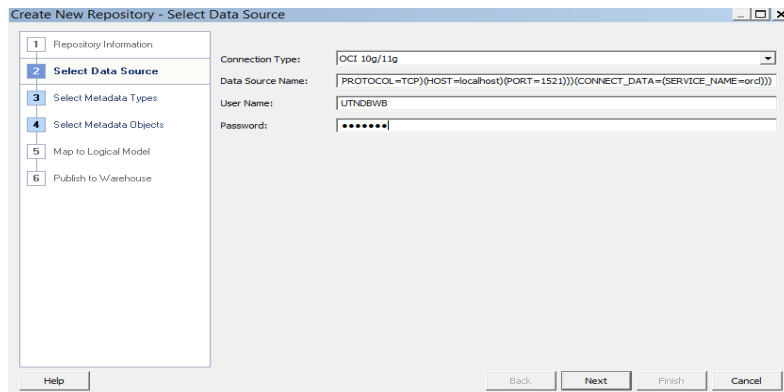 Create New Repository - Select Data Source
1 Repository Information
2 Select Data Source
3 Select Metadata Types
4 Select Metadata Objects
5 Map to Logical Model
6 Publish to Warehouse
Connection Type: OCI 10g/11g
Data Source Name: PROTOCOL=TCP)(HOST=localhost)(PORT=1521)))(CONNECT_DATA=(SERVICE_NAME=orcl)))
User Name: UTNDBWB
Password: •••••••
Help Back Next Finish Cancel